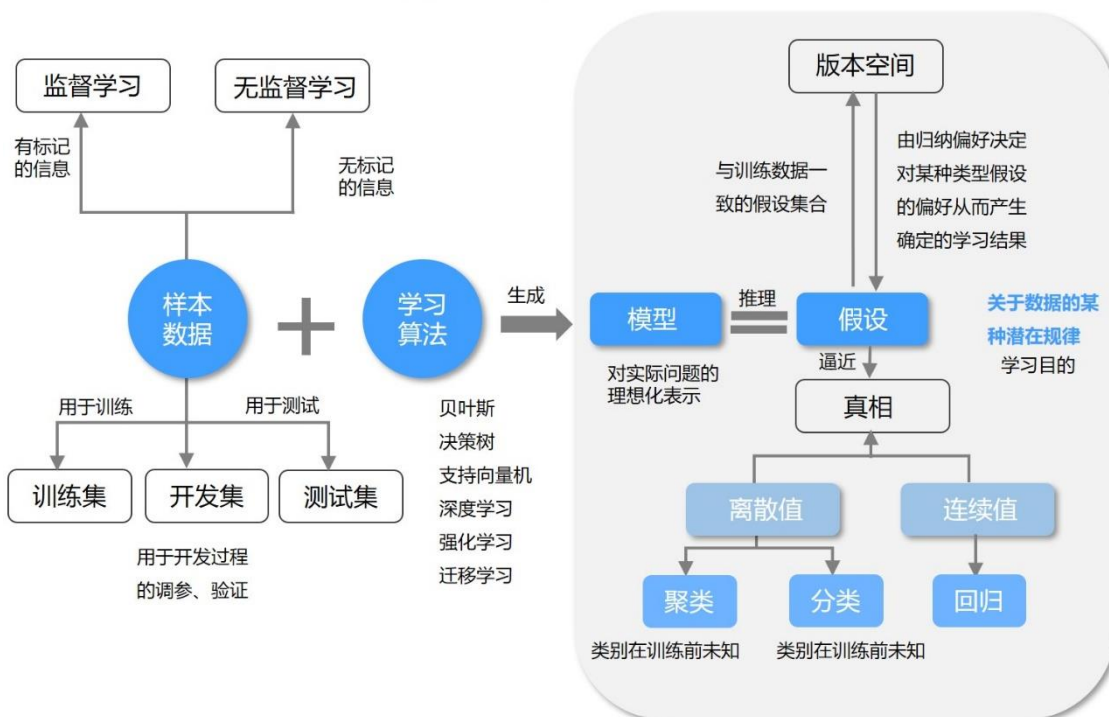 监督学习
无监督学习
有标记
的信息
无标记
的信息
样本
数据
学习
算法
生成
用于训练
用于测试
训练集
开发集
测试集
用于开发过程
的调参、验证
贝叶斯
决策树
支持向量机
深度学习
强化学习
迁移学习
版本空间
与训练数据一
致的假设集合
由归纳偏好决定
对某种类型假设
的偏好从而产生
确定的学习结果
模型
推理
假设
关于数据的某
种潜在规律
学习目的
对实际问题的
理想化表示
逼近
真相
离散值
连续值
聚类
分类
回归
类别在训练前未知
类别在训练前未知